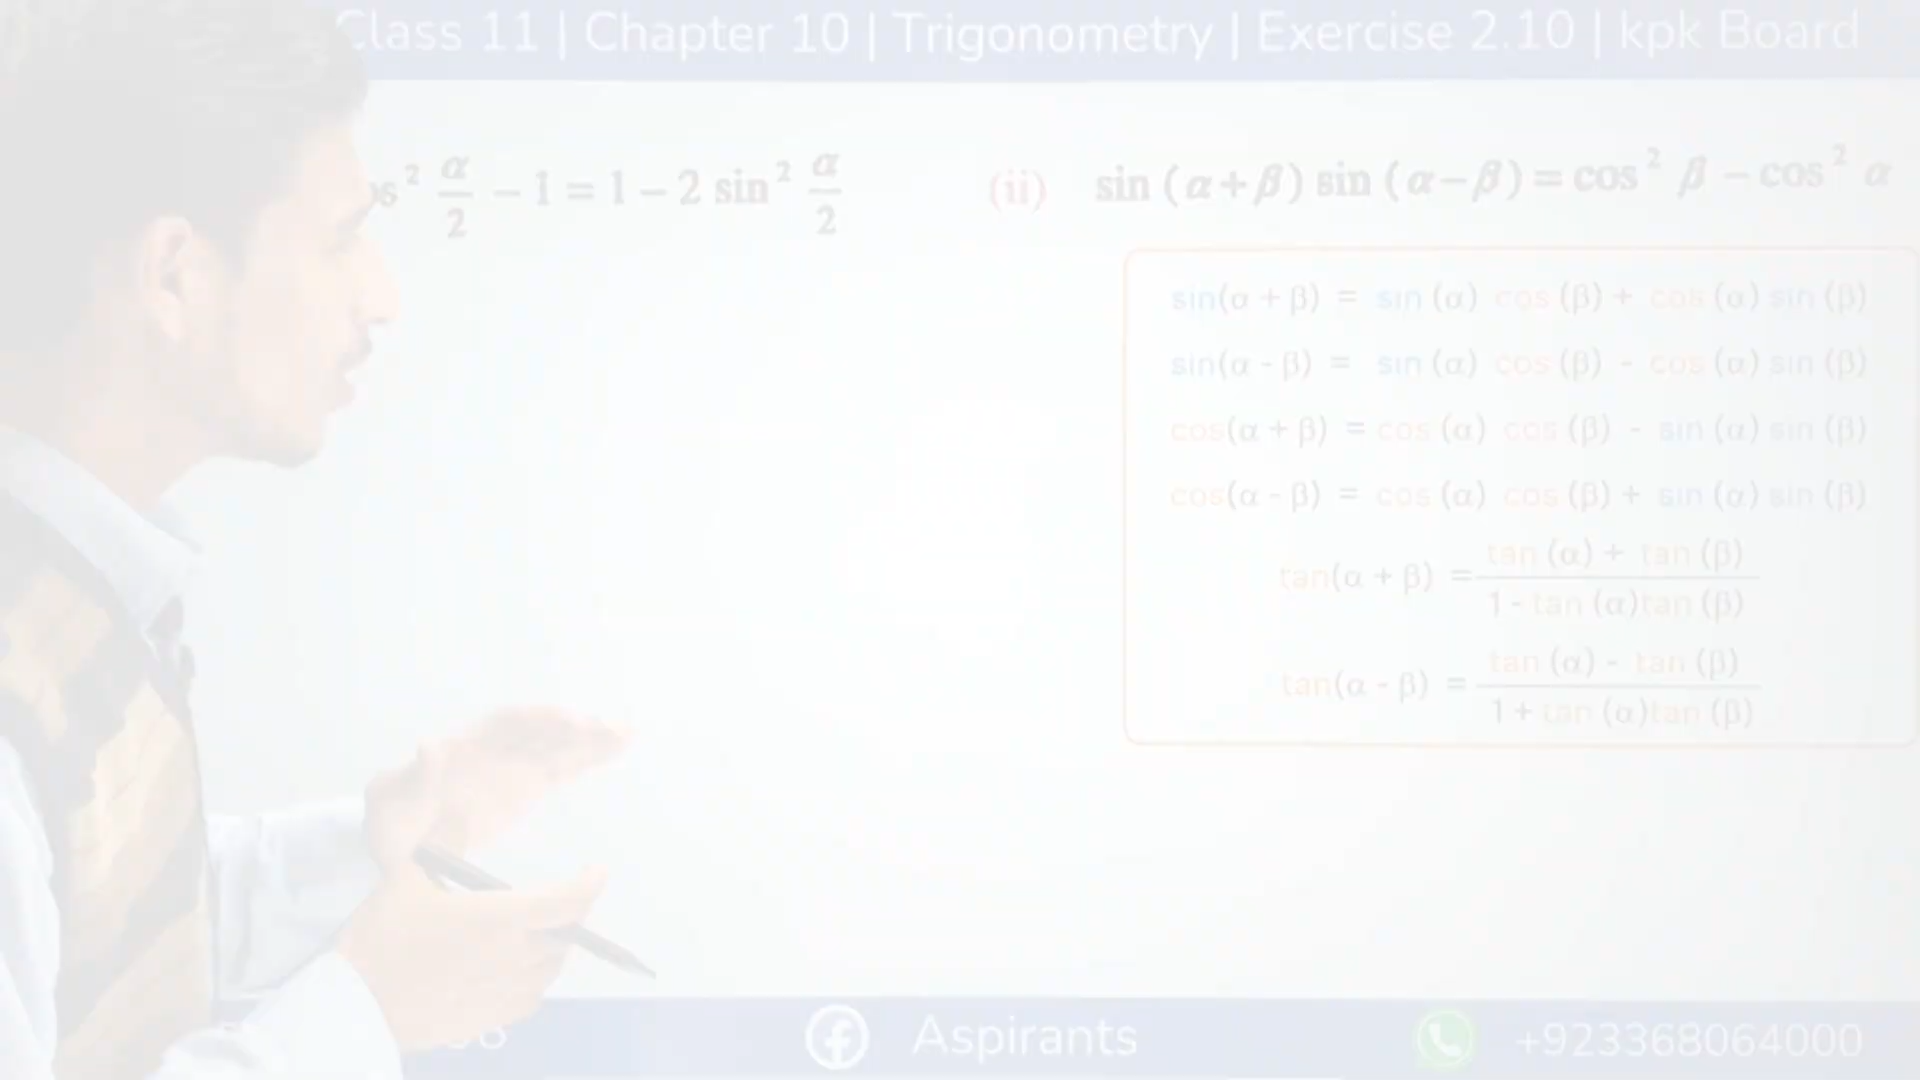 Class 11 | Chapter 10 | Trigonometry | Exercise 2.10 | kpk Board
os² α/2 − 1 = 1 − 2 sin² α/2
(ii) sin (α+β) sin (α−β) = cos² β − cos² α
sin(α + β) = sin (α) cos (β) + cos (α) sin (β)
sin(α - β) = sin (α) cos (β) - cos (α) sin (β)
cos(α + β) = cos (α) cos (β) - sin (α) sin (β)
cos(α - β) = cos (α) cos (β) + sin (α) sin (β)
tan(α + β) = tan (α) + tan (β) / 1 - tan (α)tan (β)
tan(α - β) = tan (α) - tan (β) / 1 + tan (α)tan (β)
Aspirants
+923368064000